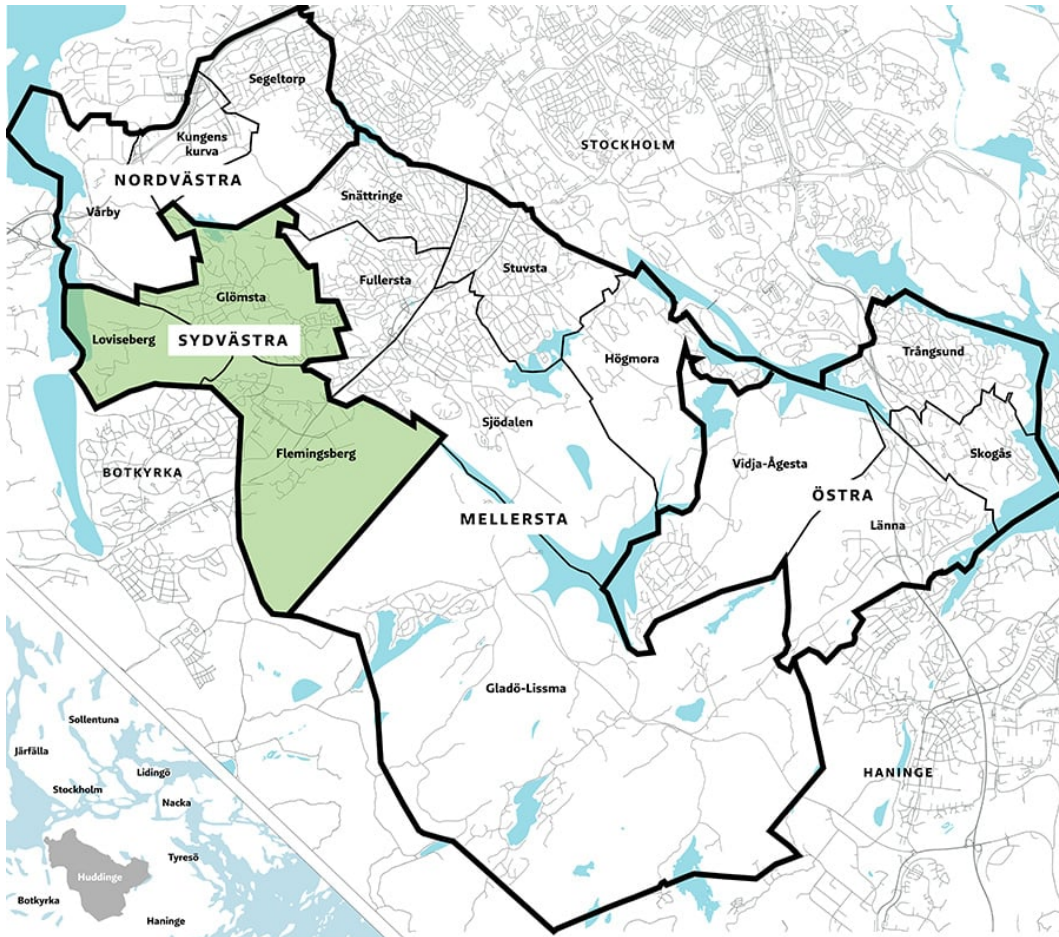 Segeltorp
Kungens
kurva
STOCKHOLM
NORDVÄSTRA
Snättringe
Vårby
Stuvsta
Fullersta
Glömsta
Loviseberg
SYDVÄSTRA
Trångsund
Högmora
Sjödalen
Flemingsberg
Vidja-Ågesta
Skogås
BOTKYRKA
ÖSTRA
MELLERSTA
Länna
Gladö-Lissma
HANINGE
Sollentuna
Järfälla
Lidingö
Stockholm
Nacka
Tyresö
Huddinge
Botkyrka
Haninge